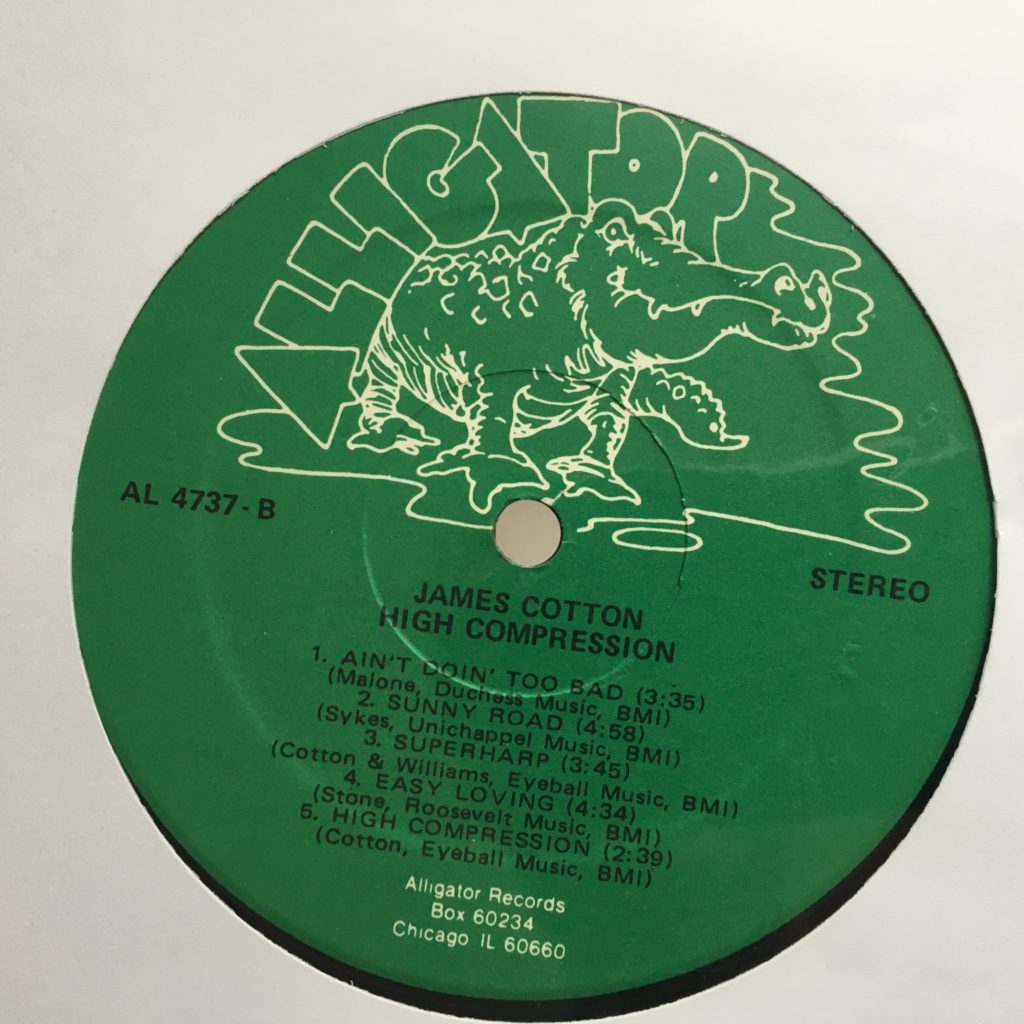 ALLIGATOR
AL 4737-B
STEREO
JAMES COTTON
HIGH COMPRESSION
1. AIN'T DOIN' TOO BAD (3:35)
(Malone, Duchess Music, BMI)
2. SUNNY ROAD (4:58)
(Sykes, Unichappel Music, BMI)
3. SUPERHARP (3:45)
(Cotton & Williams, Eyeball Music, BMI)
4. EASY LOVING (4:34)
(Stone, Roosevelt Music, BMI)
5. HIGH COMPRESSION (2:39)
(Cotton, Eyeball Music, BMI)
Alligator Records
Box 60234
Chicago IL 60660